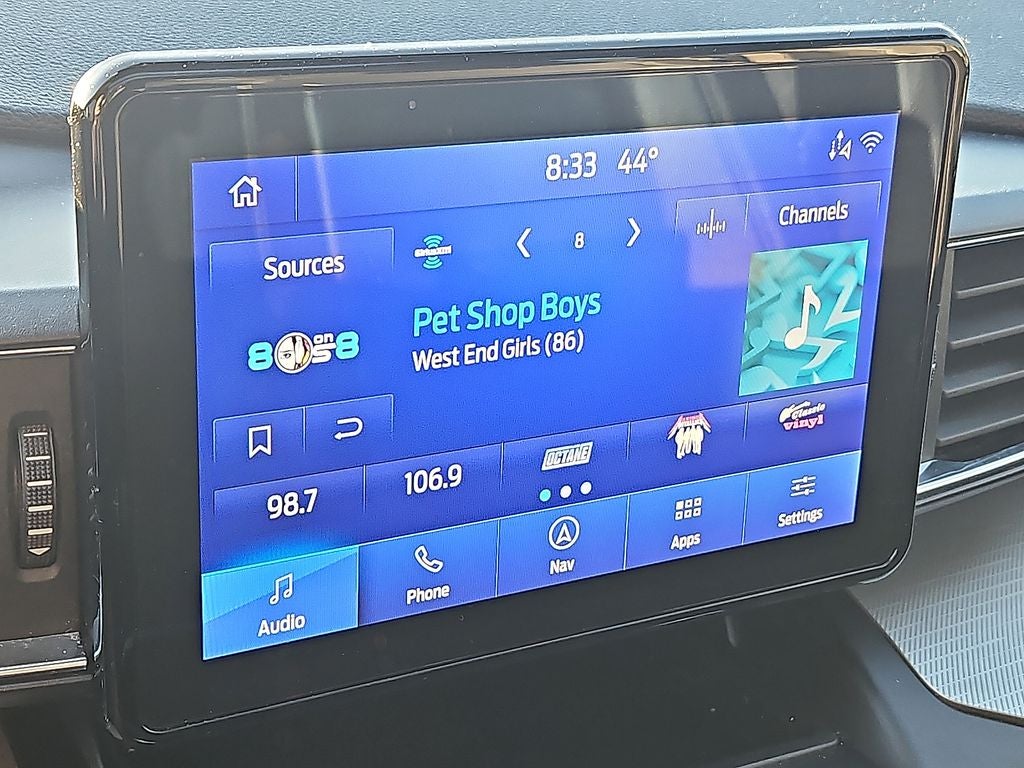 8:33 44°
Sources
SiriusXM
8
Channels
80s on 8
Pet Shop Boys
West End Girls (86)
98.7
106.9
OCTANE
Classic
vinyl
Audio
Phone
Nav
Apps
Settings